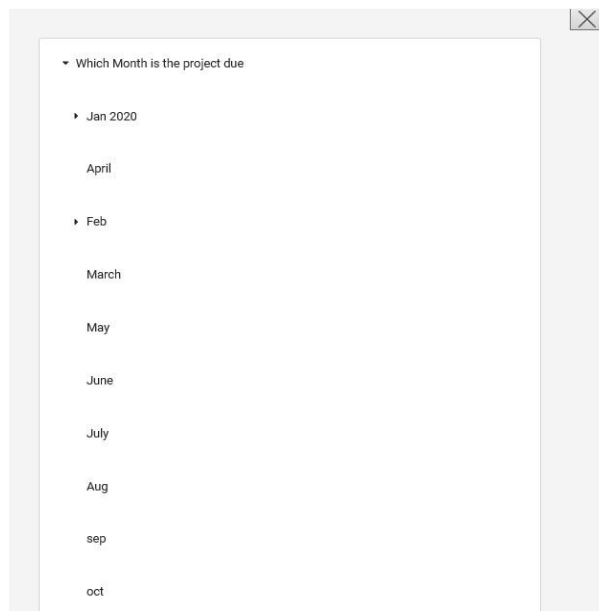 Which Month is the project due
Jan 2020
April
Feb
March
May
June
July
Aug
sep
oct